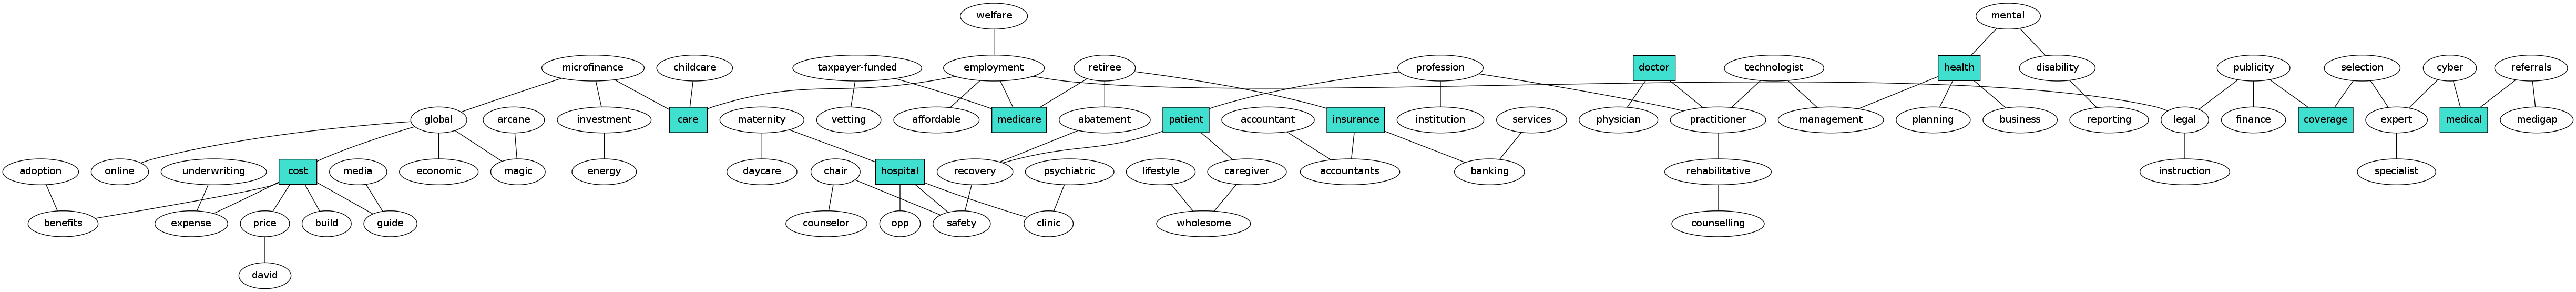 welfare
mental
microfinance
childcare
taxpayer-funded
employment
retiree
profession
doctor
technologist
health
disability
publicity
selection
cyber
referrals
global
arcane
investment
care
maternity
vetting
affordable
medicare
abatement
patient
accountant
insurance
institution
services
physician
practitioner
management
planning
business
reporting
legal
finance
coverage
expert
medical
medigap
adoption
online
underwriting
cost
media
economic
magic
energy
daycare
chair
hospital
recovery
psychiatric
lifestyle
caregiver
accountants
banking
rehabilitative
instruction
specialist
benefits
expense
price
build
guide
counselor
opp
safety
clinic
wholesome
counselling
david